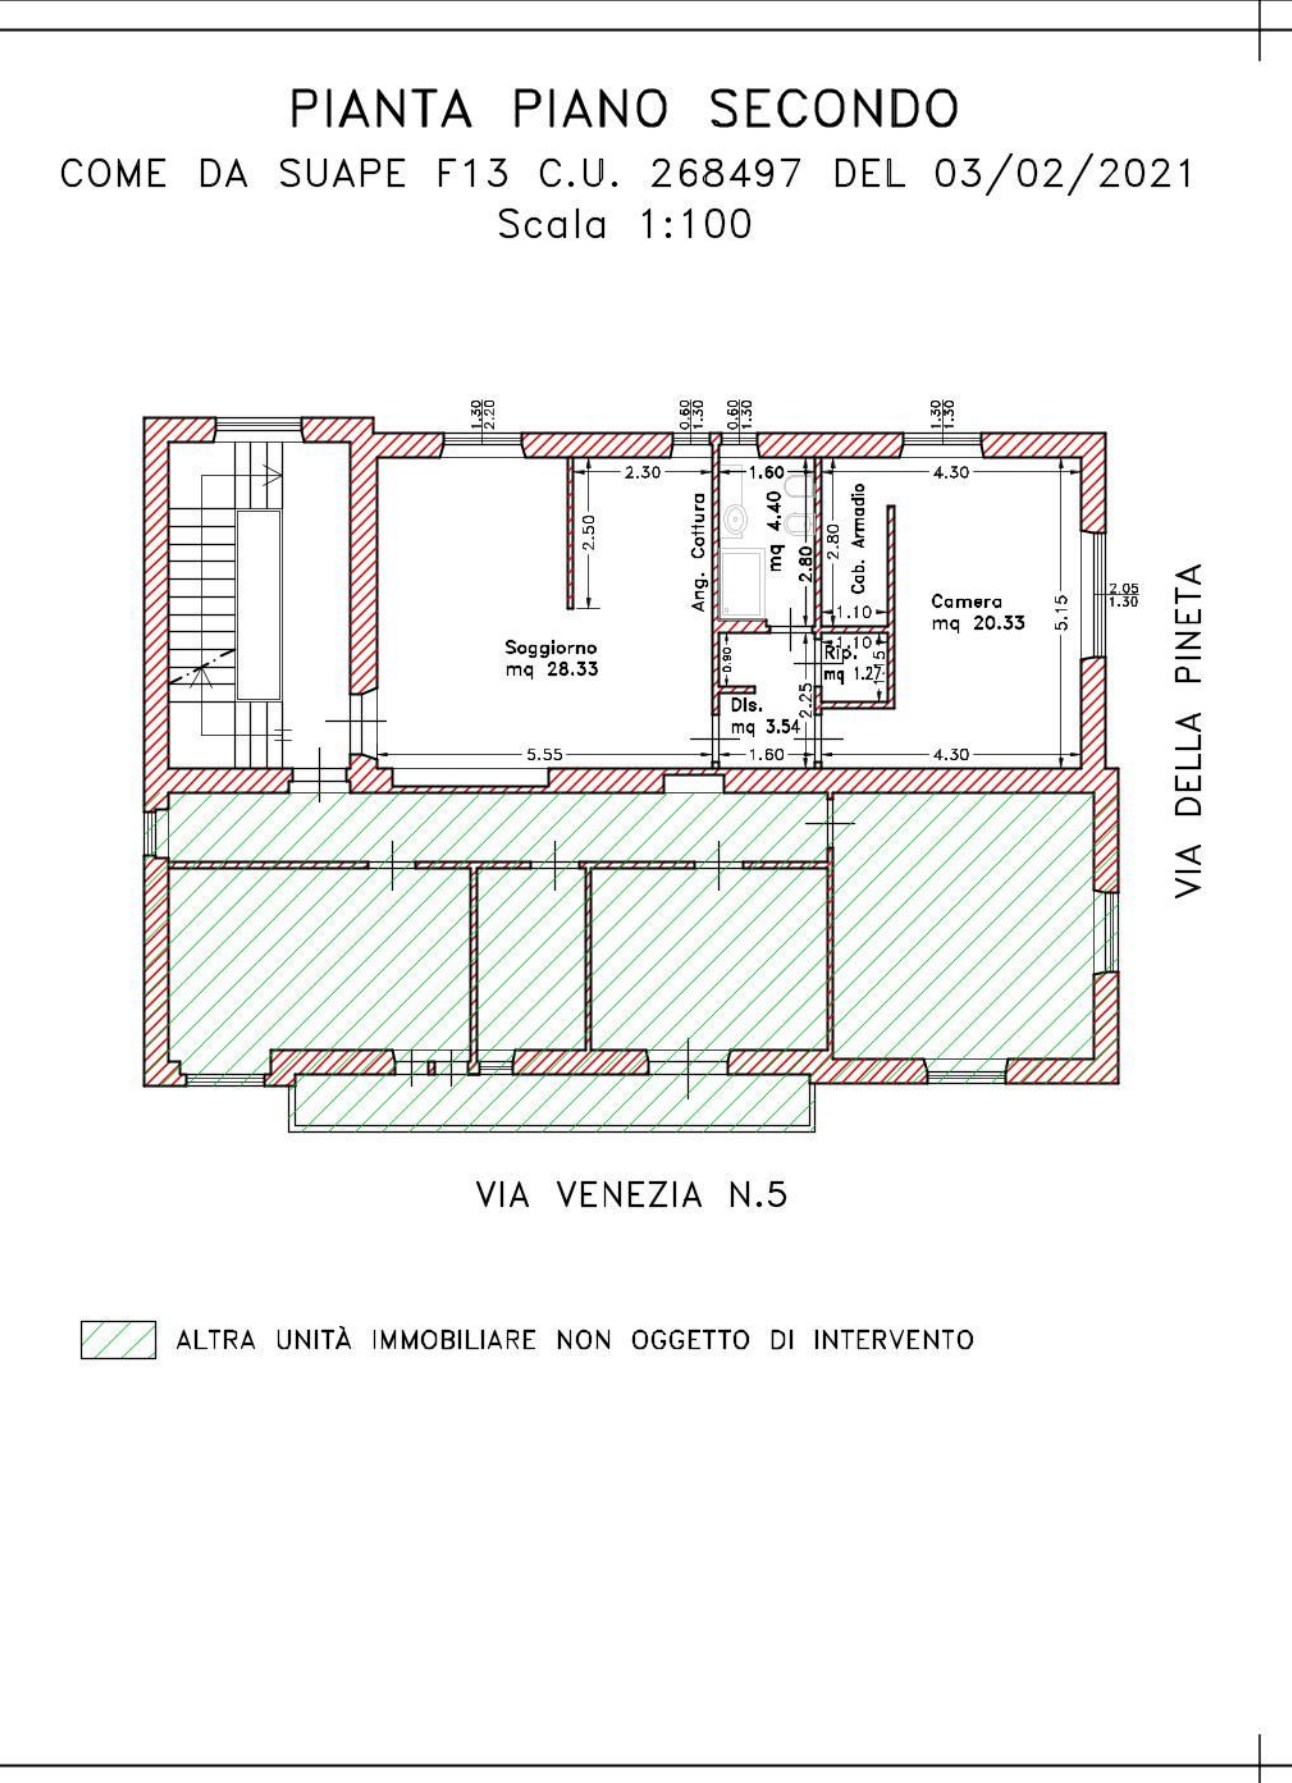 PIANTA PIANO SECONDO
COME DA SUAPE F13 C.U. 268497 DEL 03/02/2021
Scala 1:100
1.30
2.20
0.60
1.30
0.60
1.30
1.30
1.30
2.30
1.60
4.30
2.50
Ang. Cottura
mq 4.40
2.80
2.80
Cab. Armadio
1.10
Camera
mq 20.33
5.15
2.05
1.30
Soggiorno
mq 28.33
0.90
1.10
Rip.
mq 1.27
1.15
Dis.
mq 3.54
2.25
5.55
1.60
4.30
VIA DELLA PINETA
VIA VENEZIA N.5
ALTRA UNITÀ IMMOBILIARE NON OGGETTO DI INTERVENTO